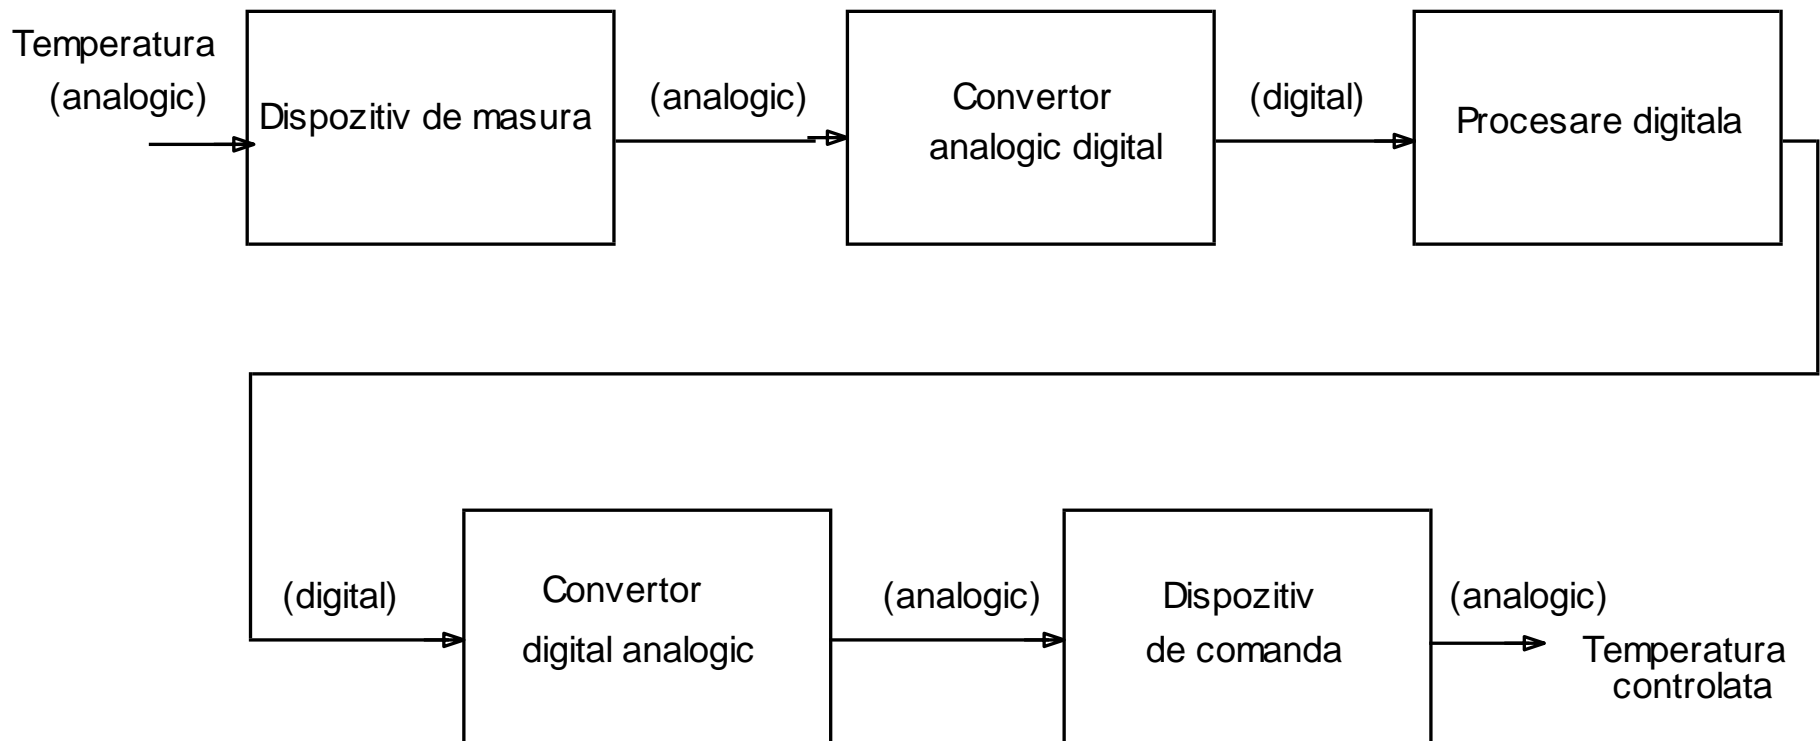 Temperatura
(analogic)
Dispozitiv de masura
(analogic)
Convertor
analogic digital
(digital)
Procesare digitala
(digital)
Convertor
digital analogic
(analogic)
Dispozitiv
de comanda
(analogic)
Temperatura
controlata